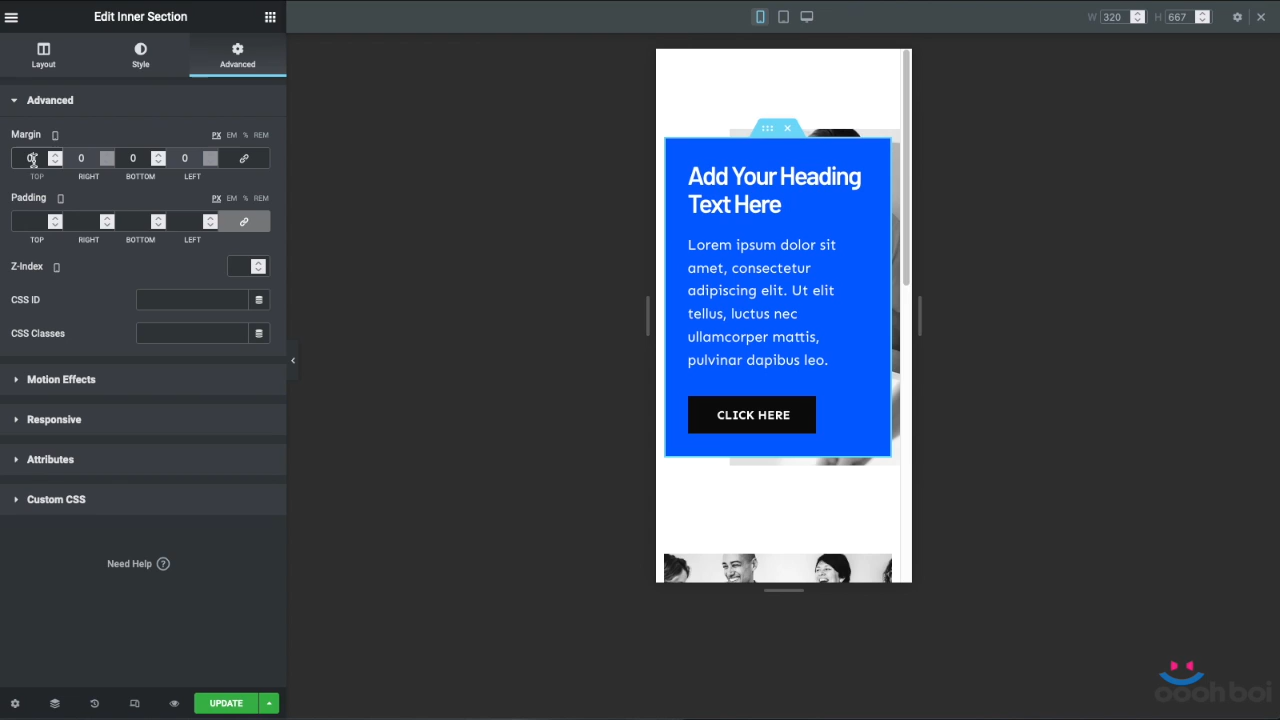 Edit Inner Section
W 320 H 667
Layout Style Advanced
Advanced
Margin PX EM % REM
0 0 0 0
TOP RIGHT BOTTOM LEFT
Padding PX EM % REM
TOP RIGHT BOTTOM LEFT
Z-Index
CSS ID
CSS Classes
Motion Effects
Responsive
Attributes
Custom CSS
Need Help ?
UPDATE
Add Your Heading
Text Here
Lorem ipsum dolor sit
amet, consectetur
adipiscing elit. Ut elit
tellus, luctus nec
ullamcorper mattis,
pulvinar dapibus leo.
CLICK HERE
oooh boi